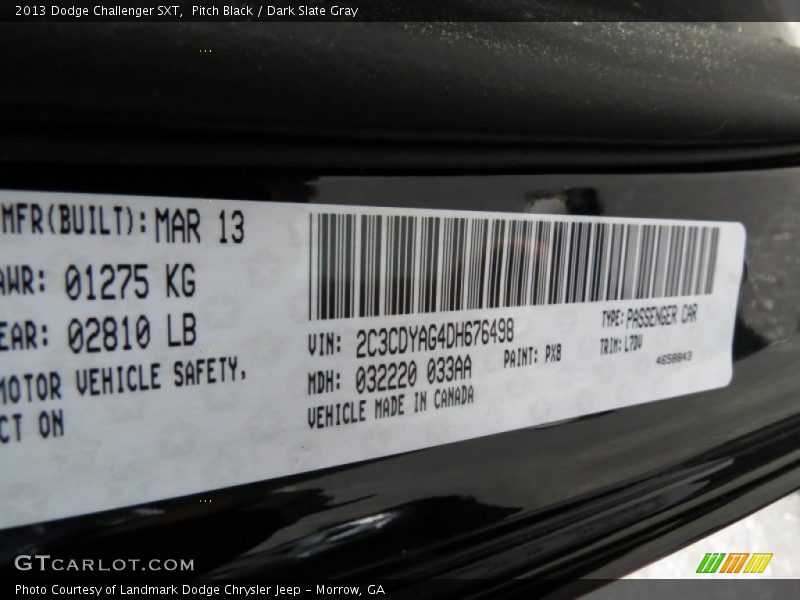 2013 Dodge Challenger SXT,  Pitch Black / Dark Slate Gray
MFR(BUILT): MAR 13
AWR: 01275 KG
EAR: 02810 LB
MOTOR VEHICLE SAFETY,
CT ON
VIN: 2C3CDYAG4DH676498
TYPE: PASSENGER CAR
MDH: 032220 033AA
PAINT: PX8
TRIM: L7DV
VEHICLE MADE IN CANADA
4658843
GTCARLOT.COM
Photo Courtesy of Landmark Dodge Chrysler Jeep - Morrow, GA